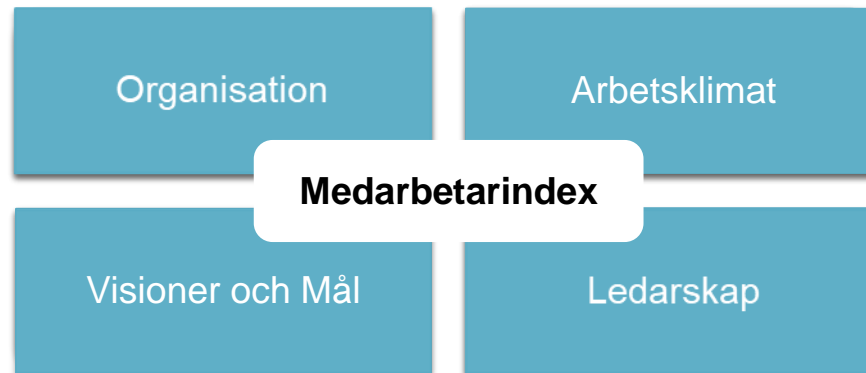 Organisation
Arbetsklimat
Medarbetarindex
Visioner och Mål
Ledarskap